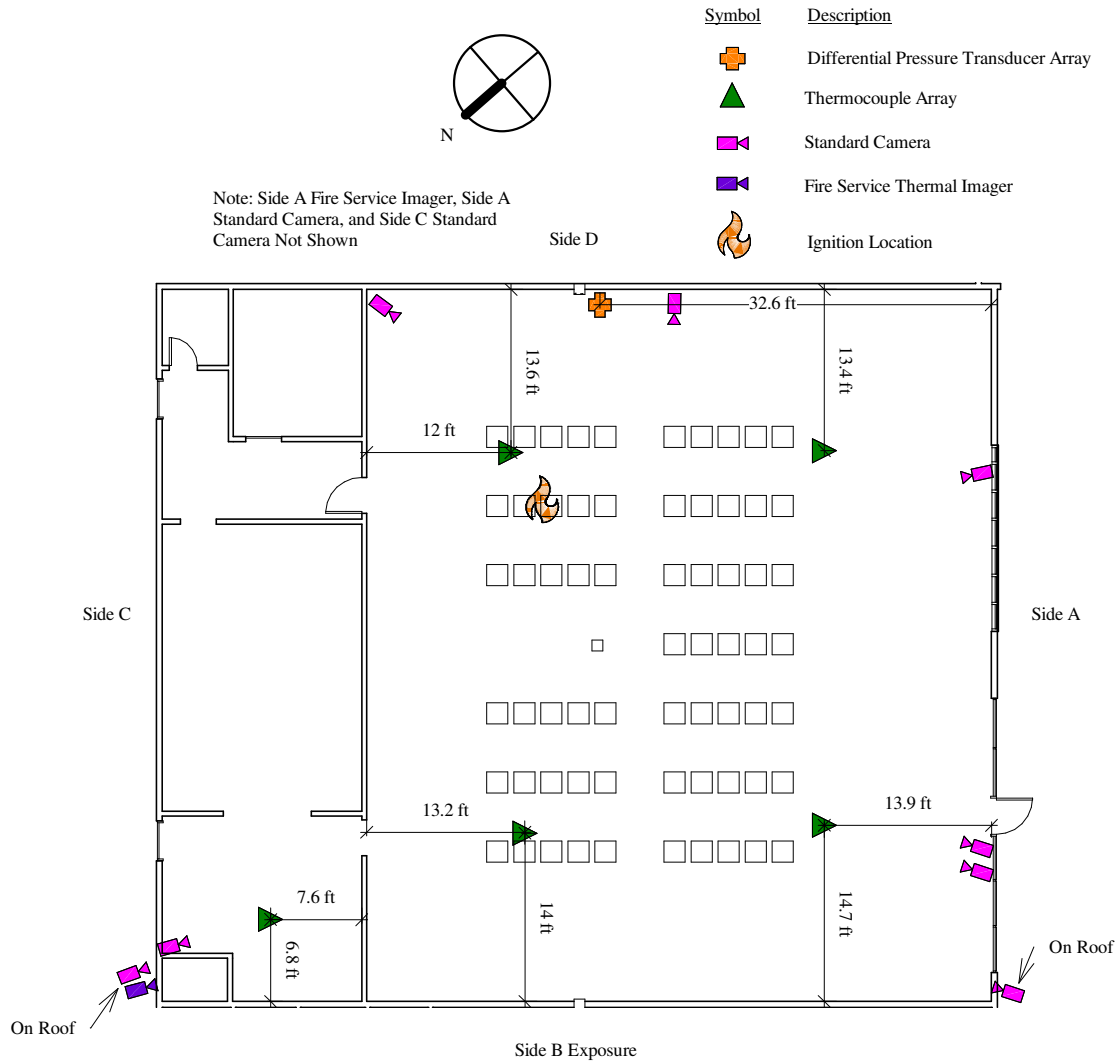 Symbol Description
Differential Pressure Transducer Array
Thermocouple Array
Standard Camera
Fire Service Thermal Imager
Ignition Location
N
Note: Side A Fire Service Imager, Side A
Standard Camera, and Side C Standard
Camera Not Shown
Side D
32.6 ft
13.6 ft
13.4 ft
12 ft
Side C
Side A
13.2 ft
13.9 ft
7.6 ft
14 ft
14.7 ft
6.8 ft
On Roof
On Roof
Side B Exposure